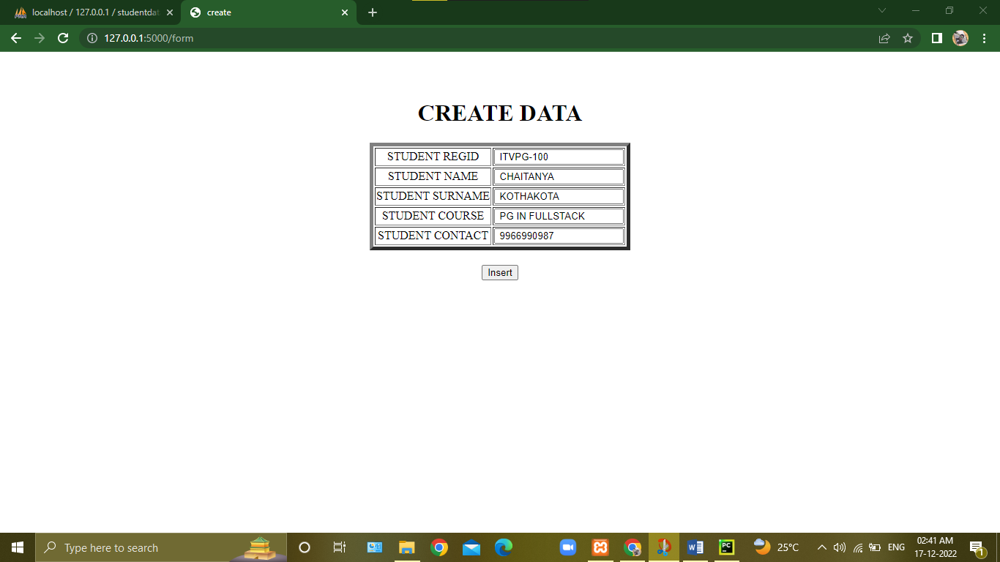 localhost / 127.0.0.1 / studentdat
create
127.0.0.1:5000/form
CREATE DATA
STUDENT REGID ITVPG-100
STUDENT NAME CHAITANYA
STUDENT SURNAME KOTHAKOTA
STUDENT COURSE PG IN FULLSTACK
STUDENT CONTACT 9966990987
Insert
Type here to search
25°C
ENG
02:41 AM
17-12-2022
1